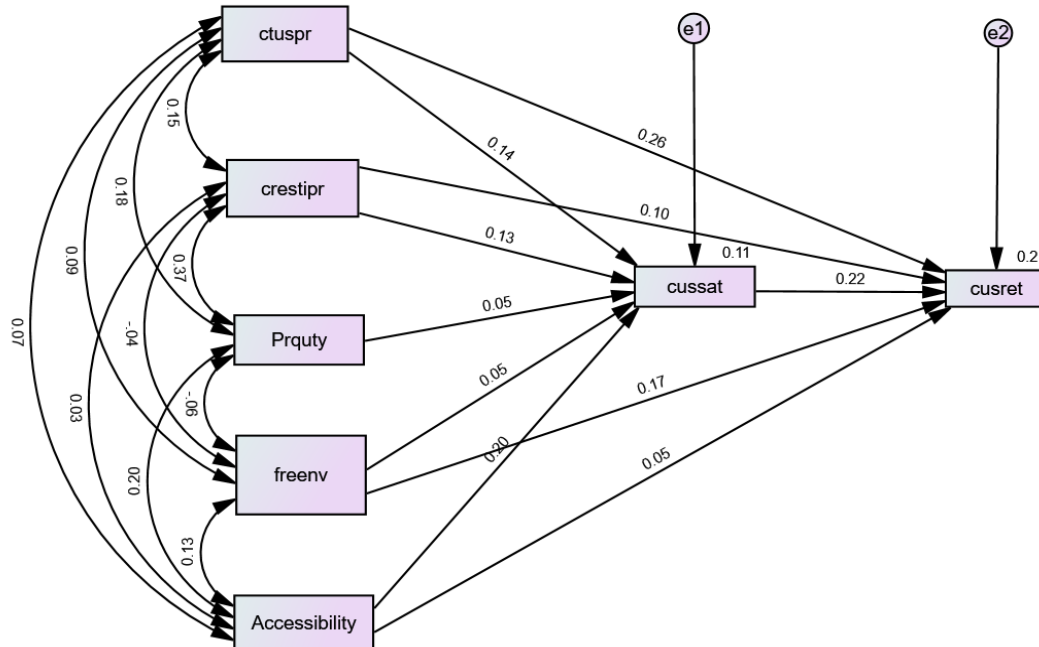 ctuspr
e1
e2
0.15
0.14
0.26
crestipr
0.18
0.10
0.13
0.11
0.2
0.09
0.37
cussat
0.22
cusret
0.07
-.04
Prquty
0.05
0.03
-.06
0.05
0.17
freenv
0.20
0.20
0.05
0.13
Accessibility